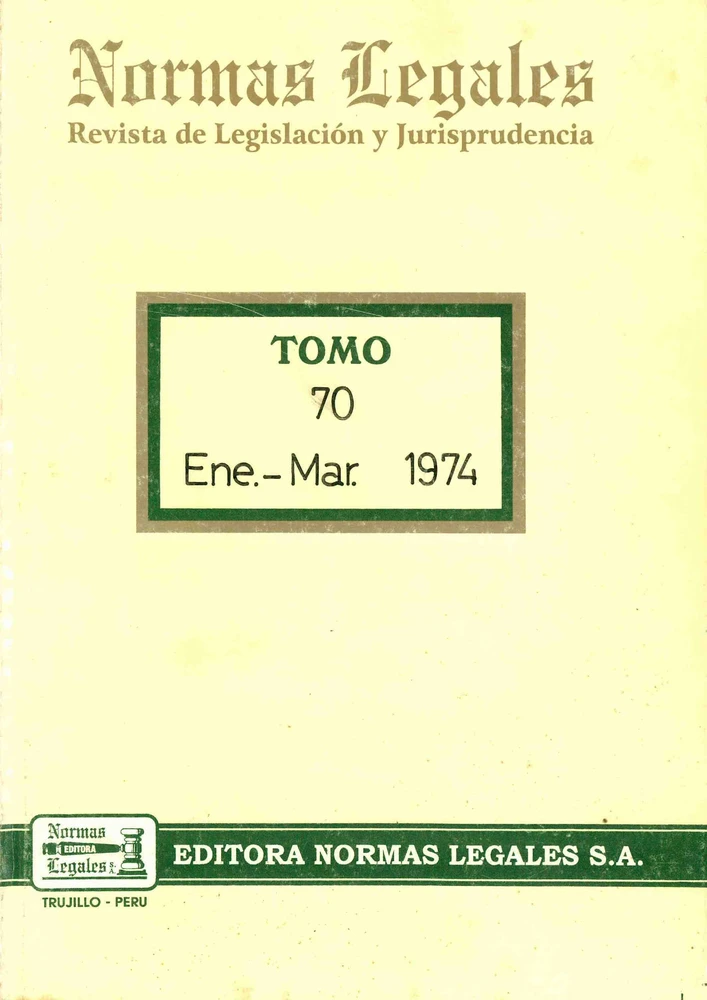 Normas Legales
Revista de Legislación y Jurisprudencia
TOMO
70
Ene.- Mar. 1974
Normas
EDITORA
Legales S.A.
EDITORA NORMAS LEGALES S.A.
TRUJILLO - PERU